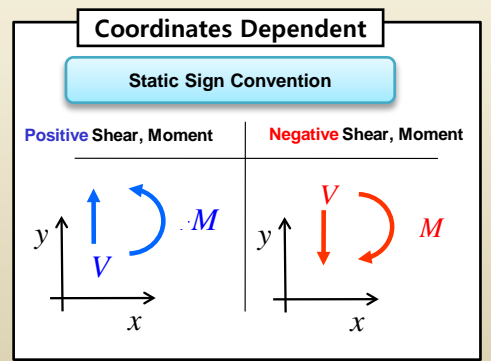 Coordinates Dependent
Static Sign Convention
Positive Shear, Moment
Negative Shear, Moment
V
M
y
x
V
M
y
x